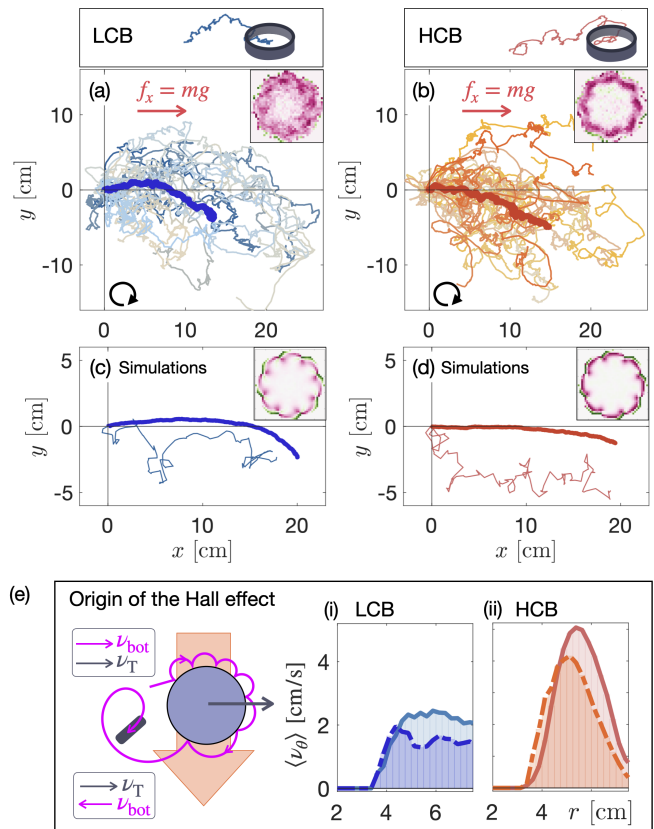 LCB
HCB
(a)
f_x = mg
(b)
f_x = mg
10
0
-10
y [cm]
0
10
20
10
0
-10
y [cm]
0
10
20
(c) Simulations
(d) Simulations
5
0
-5
y [cm]
0
10
20
x [cm]
5
0
-5
y [cm]
0
10
20
x [cm]
(e)
Origin of the Hall effect
(i) LCB
(ii) HCB
ν_bot
ν_T
ν_T
ν_bot
4
2
0
⟨ν_θ⟩ [cm/s]
2
4
6
2
4
r [cm]